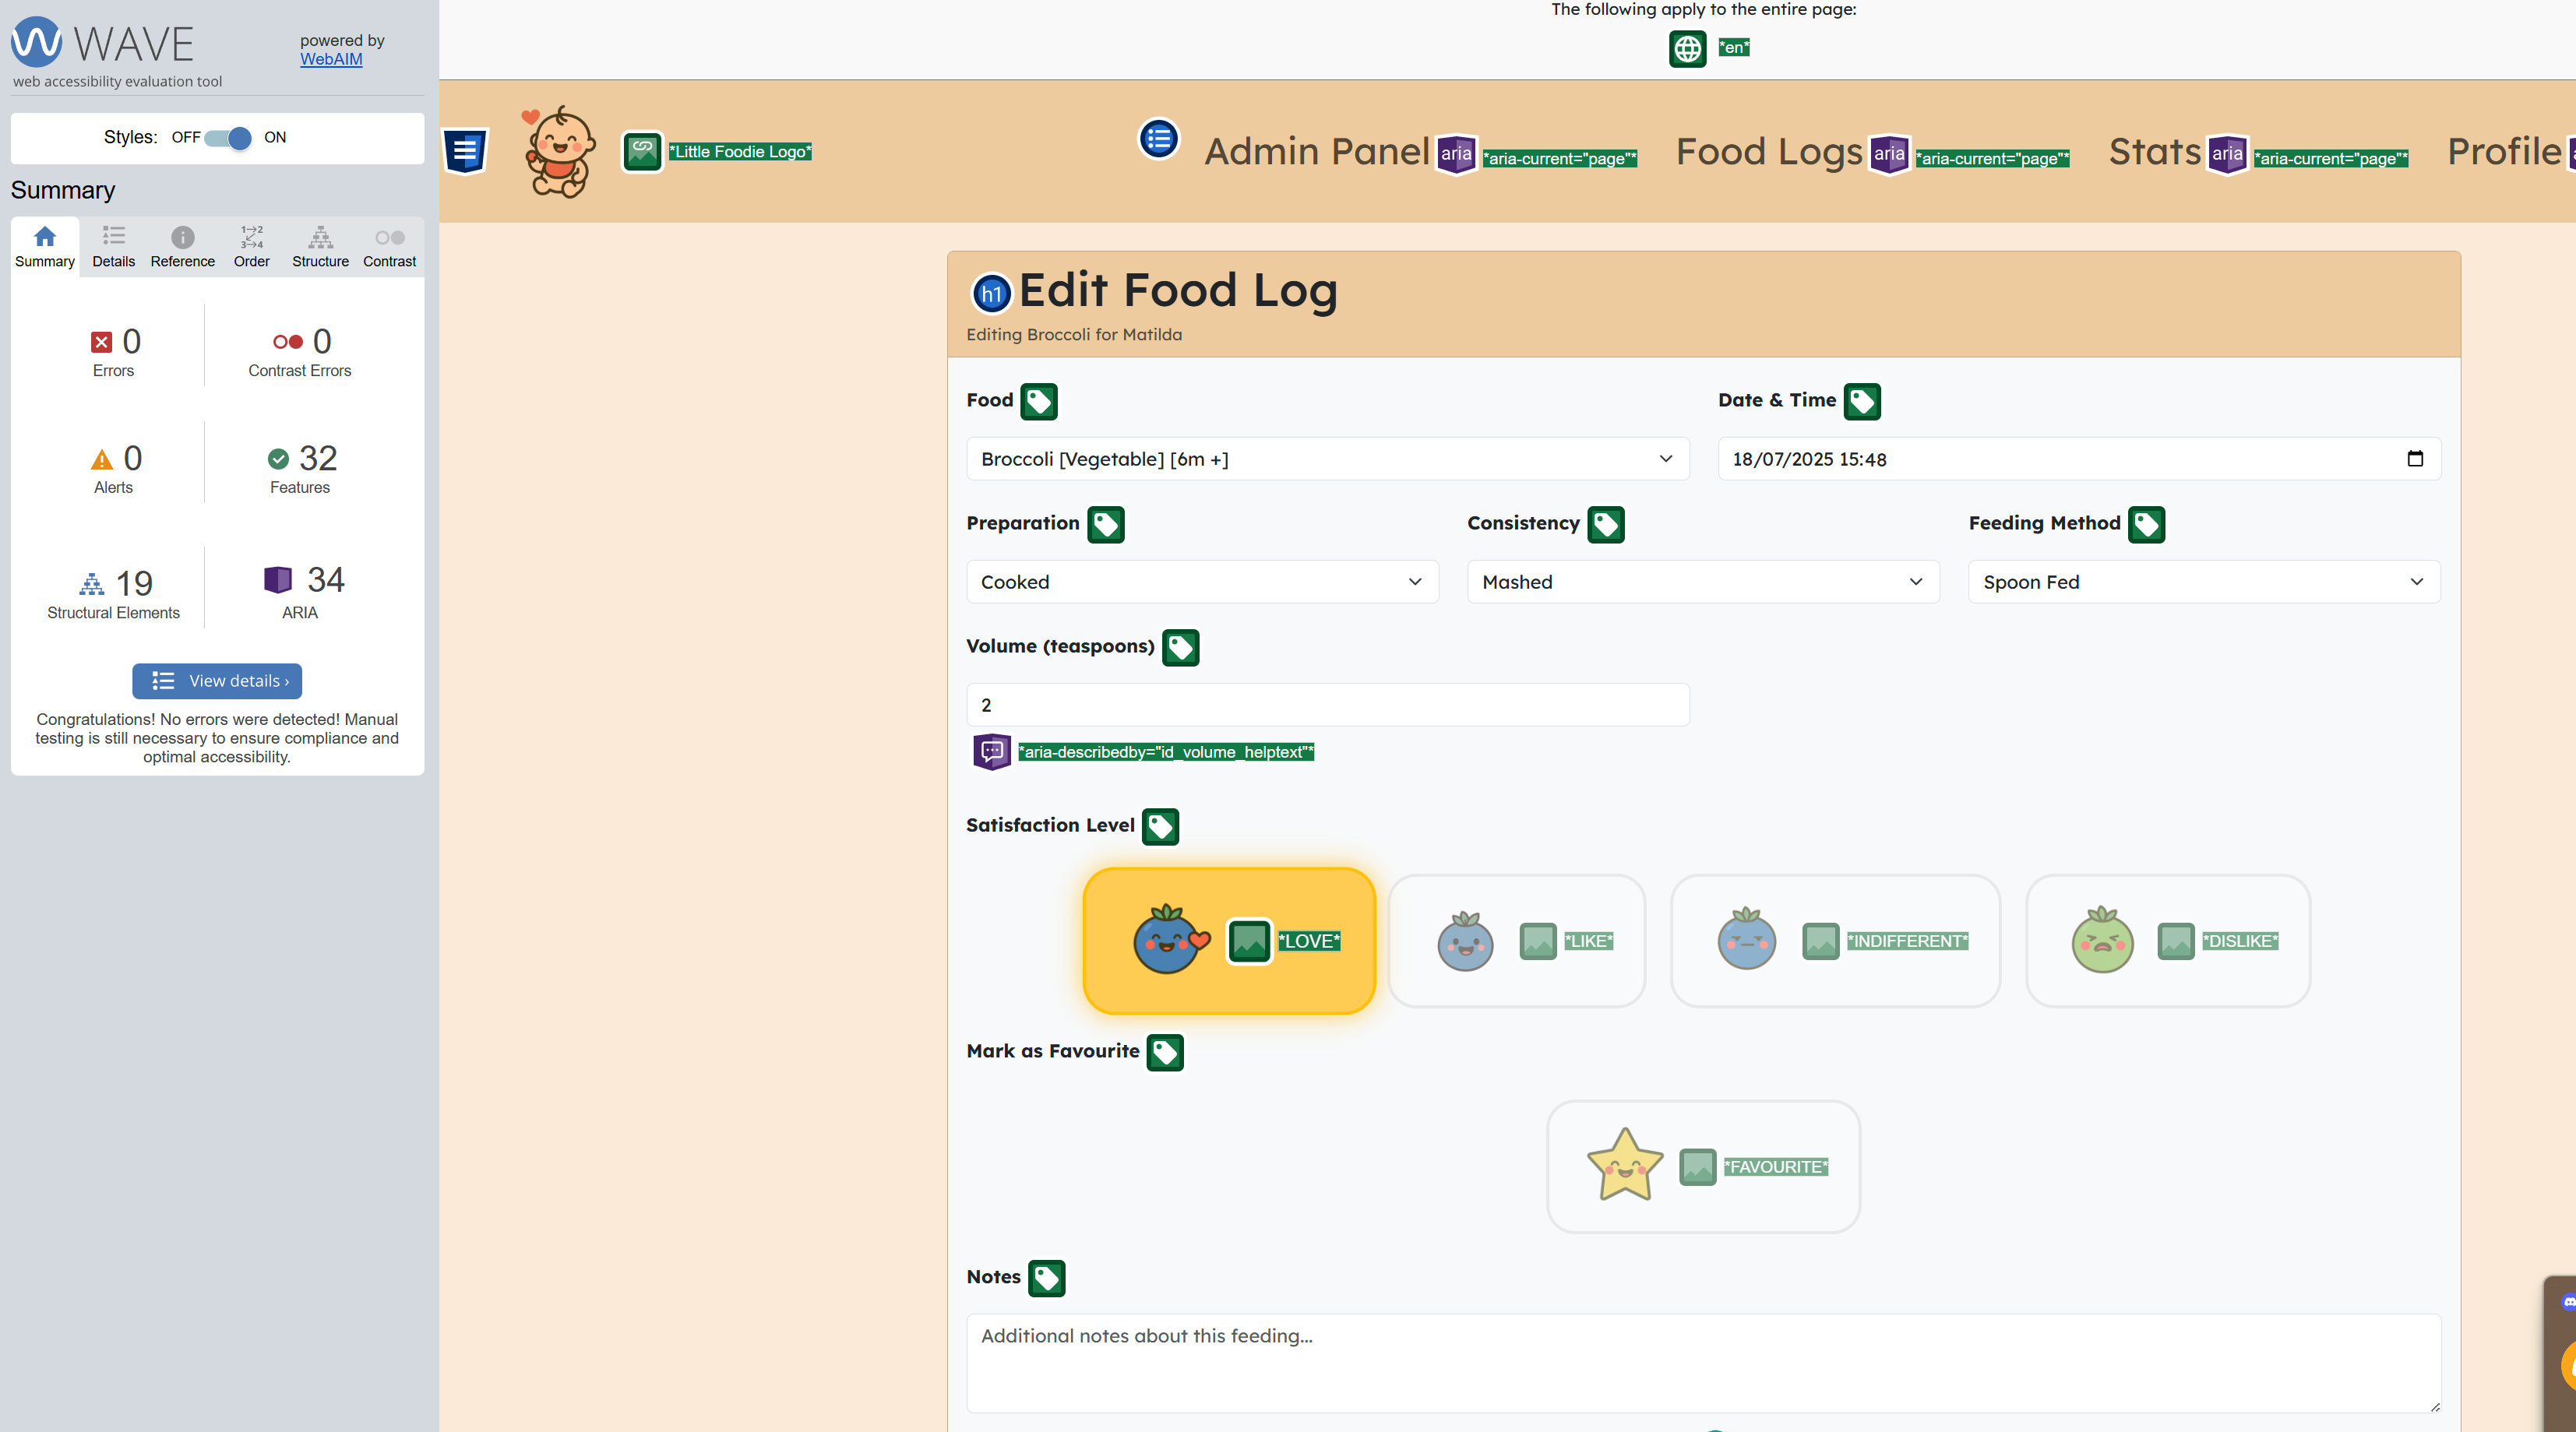 WAVE
powered by
WebAIM
web accessibility evaluation tool
Styles: OFF ON
Summary
Summary Details Reference Order Structure Contrast
1→2
3→4
0
Errors
0
Contrast Errors
0
Alerts
32
Features
19
Structural Elements
34
ARIA
View details ›
Congratulations! No errors were detected! Manual
testing is still necessary to ensure compliance and
optimal accessibility.
The following apply to the entire page:
*en*
*Little Foodie Logo*
Admin Panel aria *aria-current="page"* Food Logs aria *aria-current="page"* Stats aria *aria-current="page"* Profile
h1 Edit Food Log
Editing Broccoli for Matilda
Food
Date & Time
Broccoli [Vegetable] [6m +]
18/07/2025 15:48
Preparation
Consistency
Feeding Method
Cooked
Mashed
Spoon Fed
Volume (teaspoons)
2
*aria-describedby="id_volume_helptext"*
Satisfaction Level
*LOVE* *LIKE* *INDIFFERENT* *DISLIKE*
Mark as Favourite
*FAVOURITE*
Notes
Additional notes about this feeding...